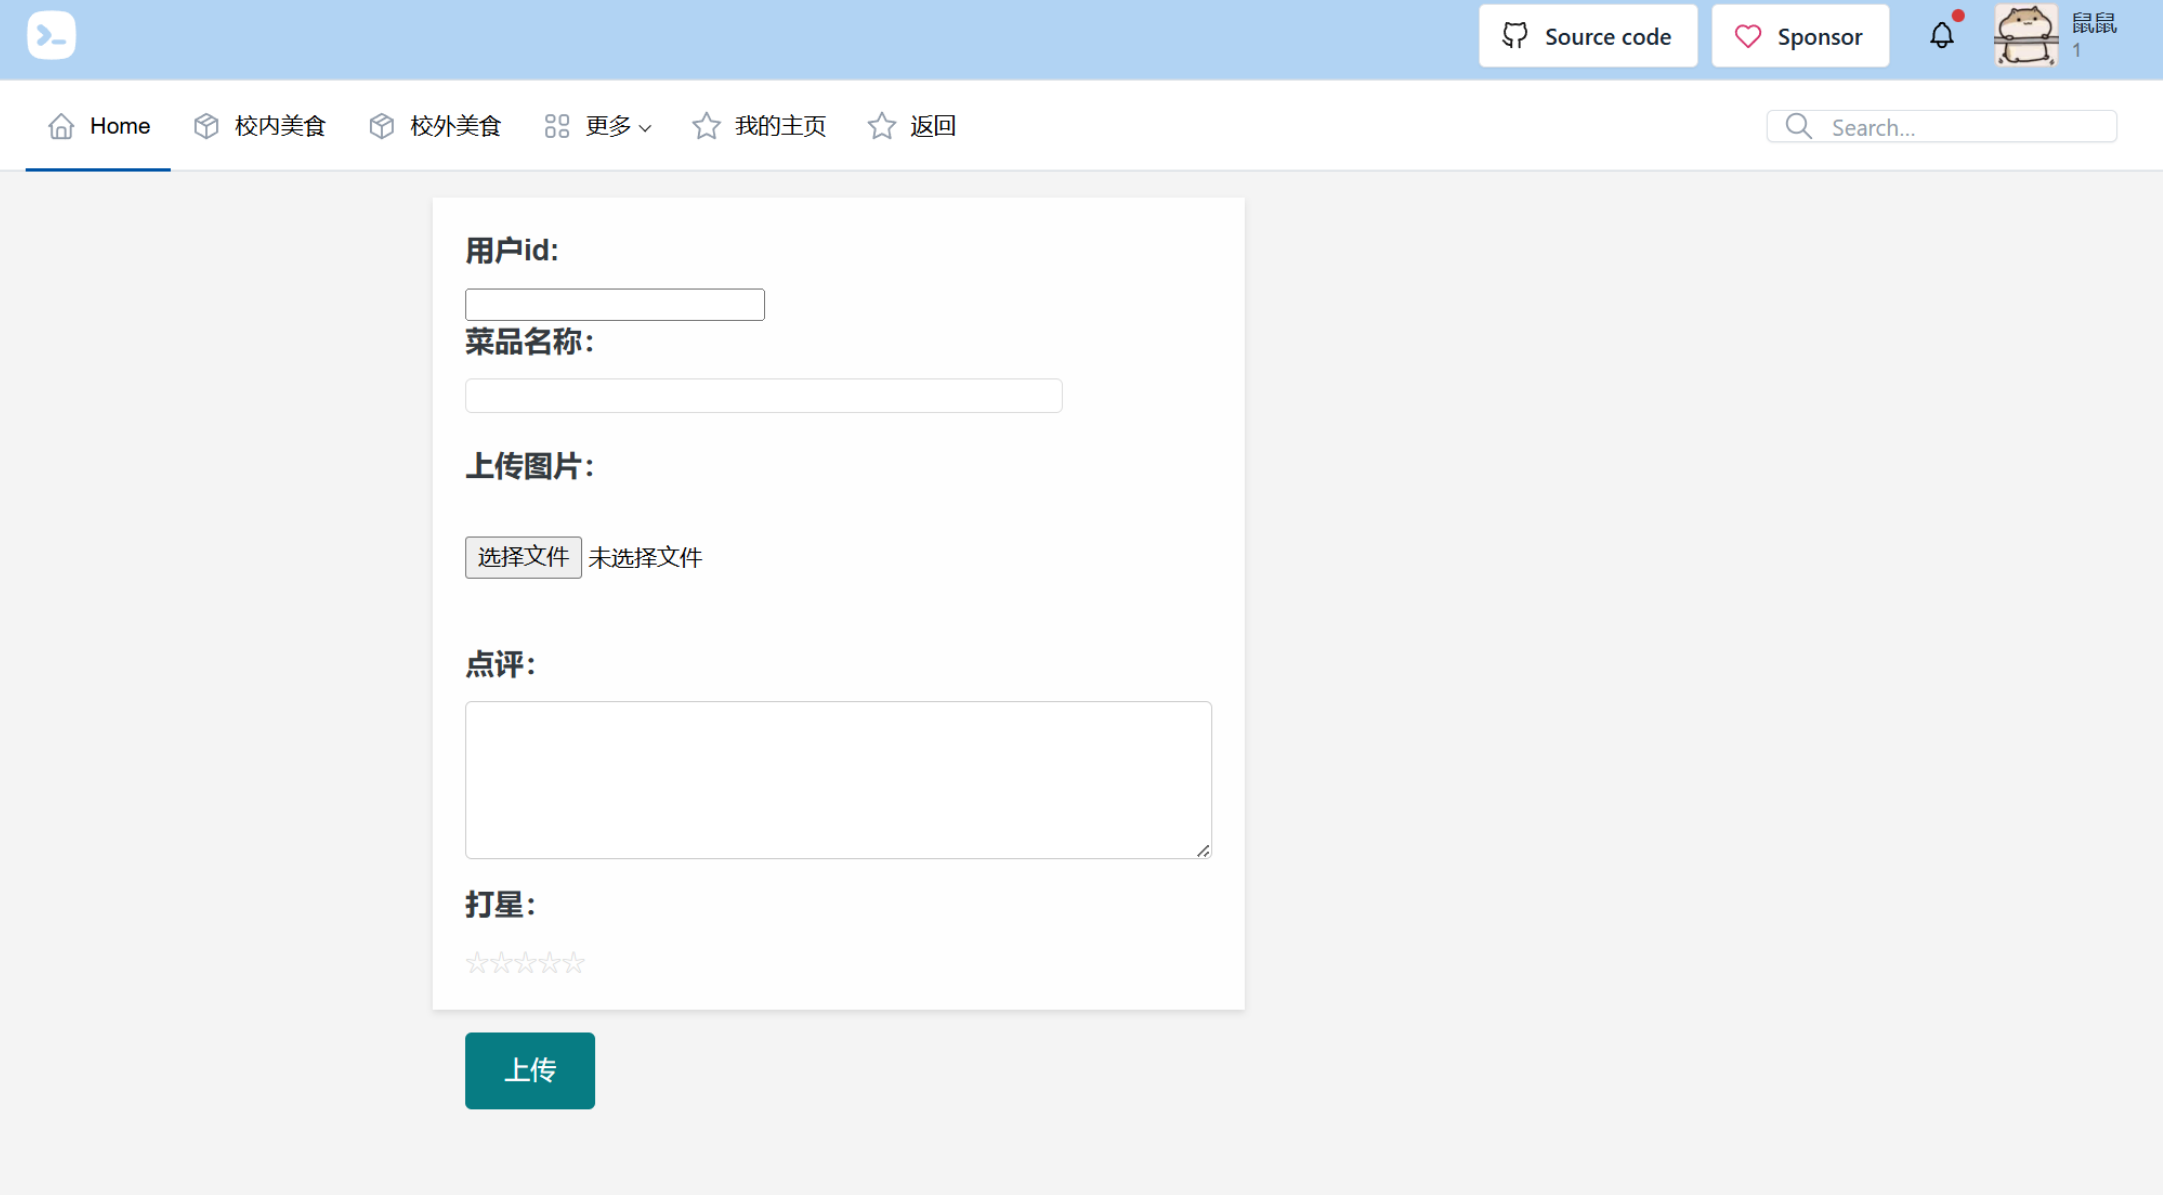 Source code
Sponsor
鼠鼠
1
Home
校内美食
校外美食
更多
我的主页
返回
Search...
用户id:
菜品名称：
上传图片：
选择文件 未选择文件
点评：
打星：
☆☆☆☆☆
上传